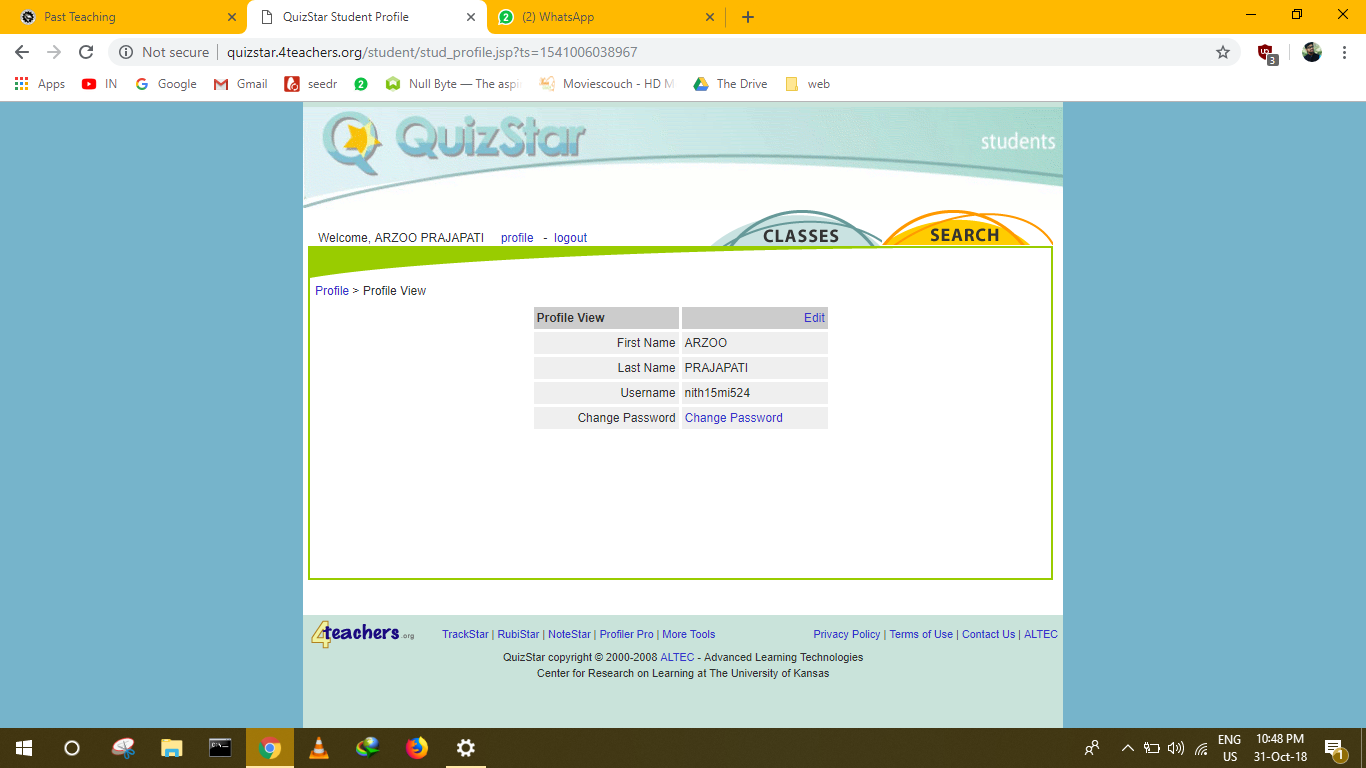 Past Teaching
QuizStar Student Profile
(2) WhatsApp
Not secure
quizstar.4teachers.org/student/stud_profile.jsp?ts=1541006038967
3
Apps
IN
Google
Gmail
seedr
2
Null Byte — The aspi
Moviescouch - HD M
The Drive
web
QuizStar
students
Welcome, ARZOO PRAJAPATI profile - logout
CLASSES
SEARCH
Profile > Profile View
Profile View Edit
First Name ARZOO
Last Name PRAJAPATI
Username nith15mi524
Change Password Change Password
4teachers.org
TrackStar | RubiStar | NoteStar | Profiler Pro | More Tools
Privacy Policy | Terms of Use | Contact Us | ALTEC
QuizStar copyright © 2000-2008 ALTEC - Advanced Learning Technologies
Center for Research on Learning at The University of Kansas
ENG
US
10:48 PM
31-Oct-18
1